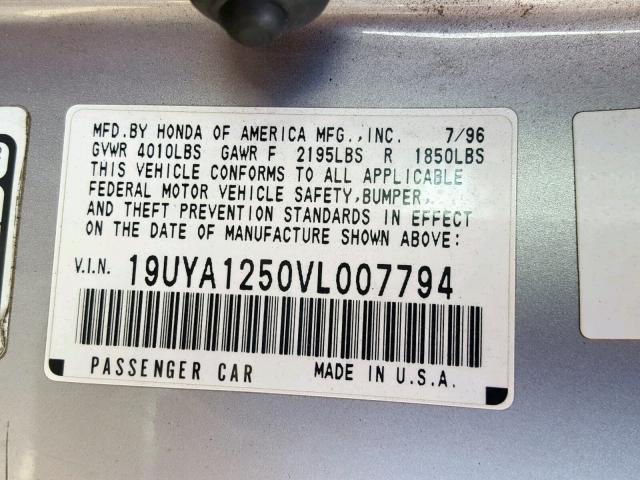 MFD.BY HONDA OF AMERICA MFG.,INC. 7/96
GVWR 4010LBS GAWR F 2195LBS R 1850LBS
THIS VEHICLE CONFORMS TO ALL APPLICABLE
FEDERAL MOTOR VEHICLE SAFETY,BUMPER,
AND THEFT PREVENTION STANDARDS IN EFFECT
ON THE DATE OF MANUFACTURE SHOWN ABOVE:
V.I.N. 19UYA1250VL007794
PASSENGER CAR MADE IN U.S.A.